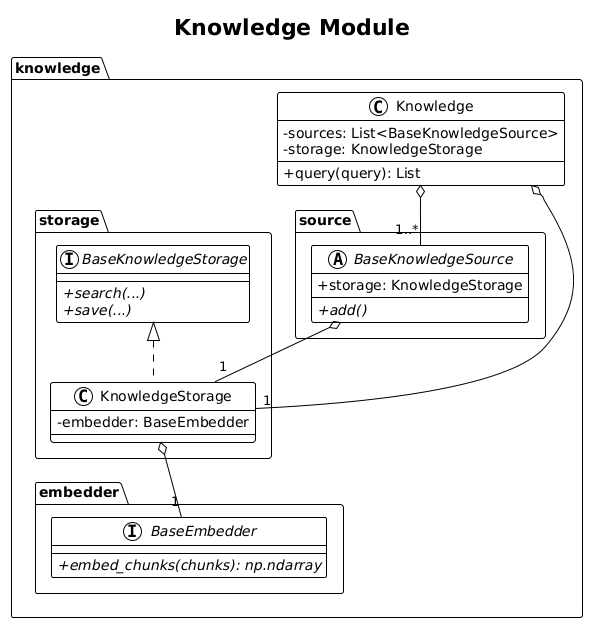 Knowledge Module
knowledge
C Knowledge
-sources: List<BaseKnowledgeSource>
-storage: KnowledgeStorage
+query(query): List
storage
source
1..*
I BaseKnowledgeStorage
+search(...)
+save(...)
A BaseKnowledgeSource
+storage: KnowledgeStorage
+add()
1
1
C KnowledgeStorage
-embedder: BaseEmbedder
embedder
1
I BaseEmbedder
+embed_chunks(chunks): np.ndarray